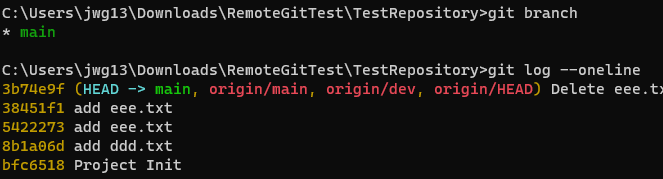 C:\Users\jwg13\Downloads\RemoteGitTest\TestRepository>git branch
* main
C:\Users\jwg13\Downloads\RemoteGitTest\TestRepository>git log --oneline
3b74e9f (HEAD -> main, origin/main, origin/dev, origin/HEAD) Delete eee.tx
38451f1 add eee.txt
5422273 add eee.txt
8b1a06d add ddd.txt
bfc6518 Project Init